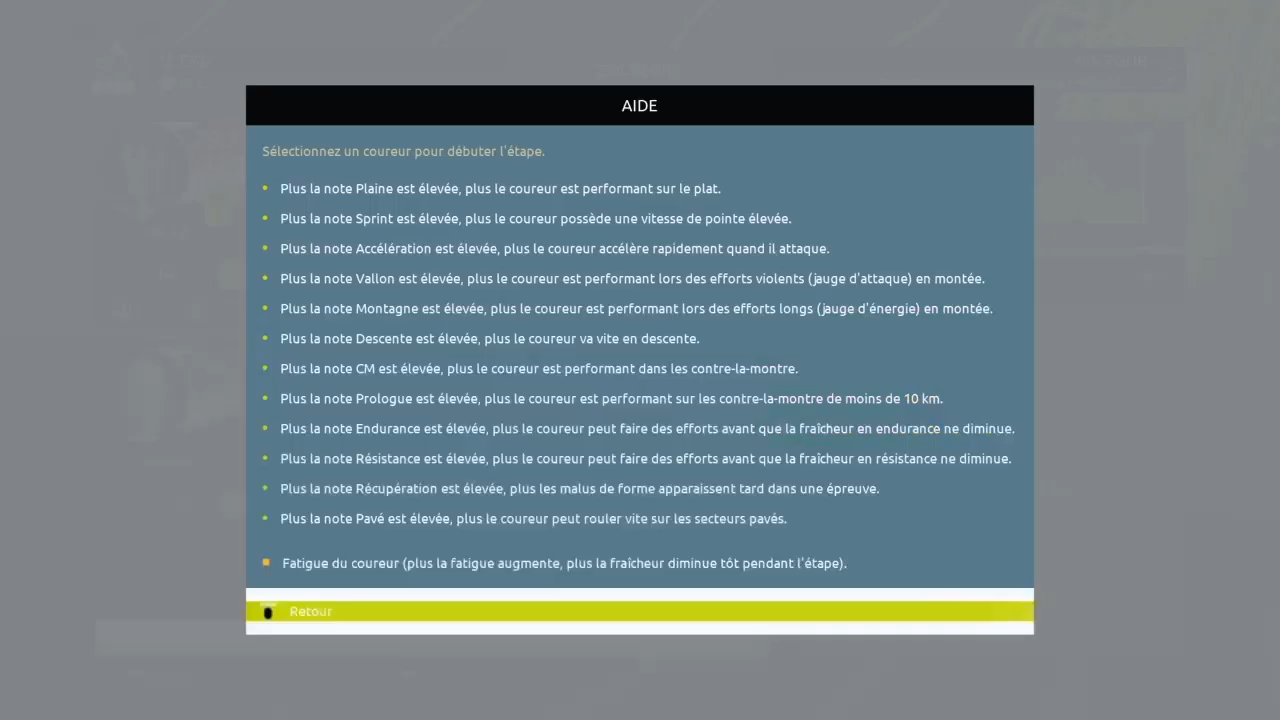 AIDE
Sélectionnez un coureur pour débuter l'étape.
• Plus la note Plaine est élevée, plus le coureur est performant sur le plat.
• Plus la note Sprint est élevée, plus le coureur possède une vitesse de pointe élevée.
• Plus la note Accélération est élevée, plus le coureur accélère rapidement quand il attaque.
• Plus la note Vallon est élevée, plus le coureur est performant lors des efforts violents (jauge d'attaque) en montée.
• Plus la note Montagne est élevée, plus le coureur est performant lors des efforts longs (jauge d'énergie) en montée.
• Plus la note Descente est élevée, plus le coureur va vite en descente.
• Plus la note CM est élevée, plus le coureur est performant dans les contre-la-montre.
• Plus la note Prologue est élevée, plus le coureur est performant sur les contre-la-montre de moins de 10 km.
• Plus la note Endurance est élevée, plus le coureur peut faire des efforts avant que la fraîcheur en endurance ne diminue.
• Plus la note Résistance est élevée, plus le coureur peut faire des efforts avant que la fraîcheur en résistance ne diminue.
• Plus la note Récupération est élevée, plus les malus de forme apparaissent tard dans une épreuve.
• Plus la note Pavé est élevée, plus le coureur peut rouler vite sur les secteurs pavés.
Fatigue du coureur (plus la fatigue augmente, plus la fraîcheur diminue tôt pendant l'étape).
Retour